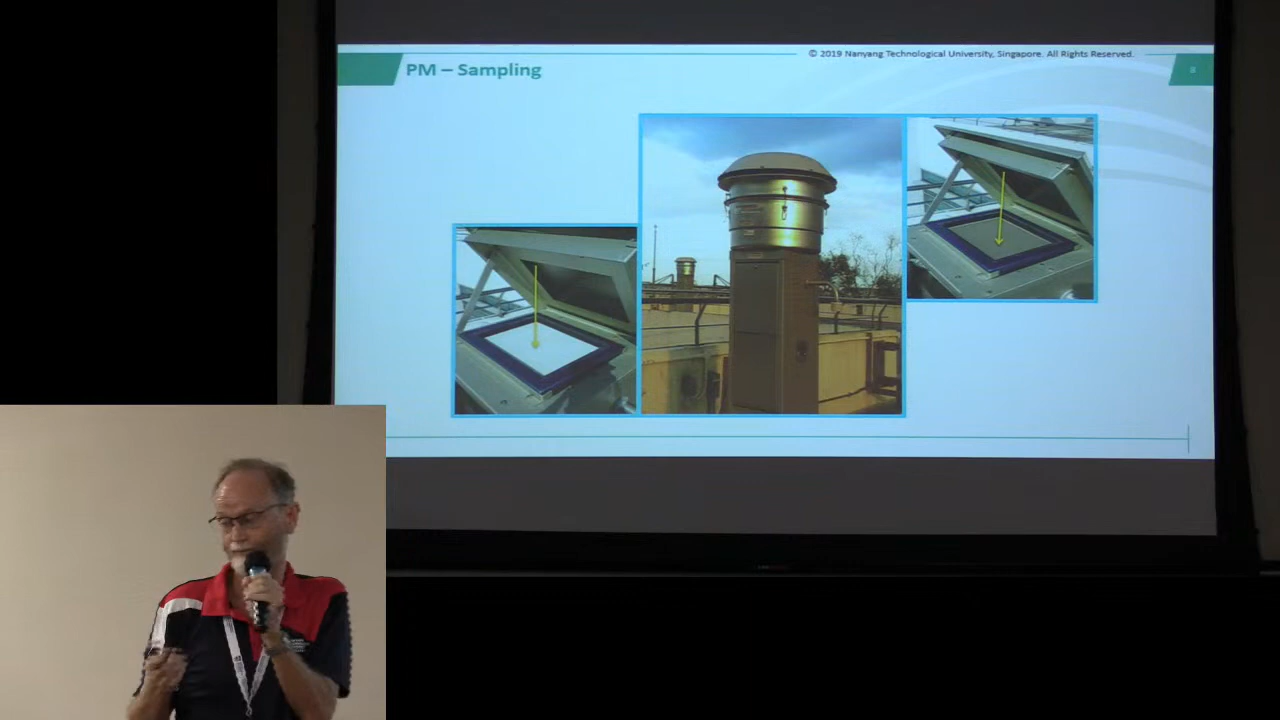 © 2019 Nanyang Technological University, Singapore. All Rights Reserved.
PM – Sampling